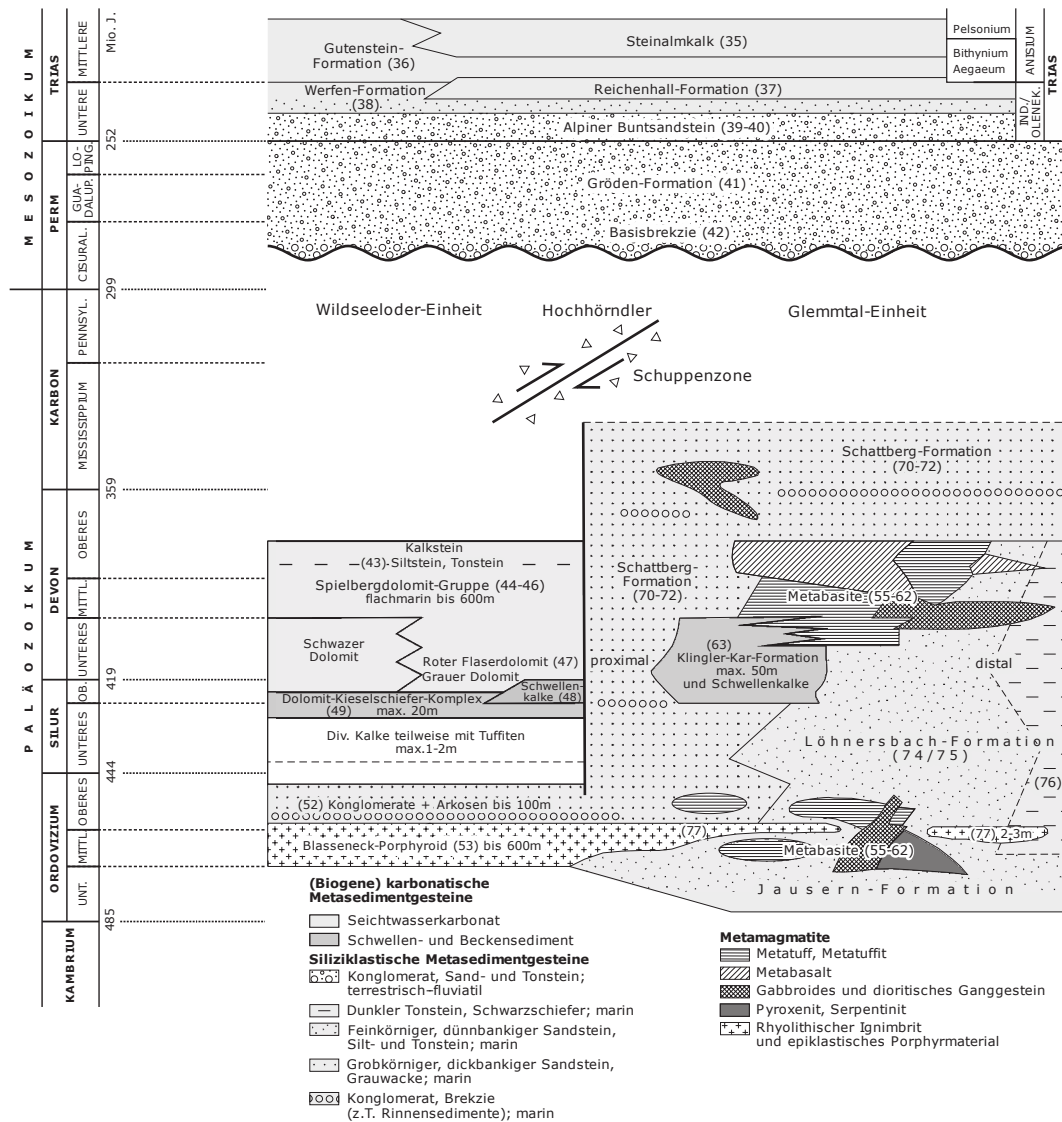 Mio. J.
MESOZOIKUM
TRIAS
MITTLERE
UNTERE
252
PERM
LO-
PING.
GUA-
DALUP.
CISURAL.
299
PALÄOZOIKUM
KARBON
PENNSYL.
MISSISSIPPIUM
359
DEVON
OBERES
MITTL.
UNTERES
419
SILUR
OB.
UNTERES
444
ORDOVIZIUM
OBERES
MITTL.
UNT.
485
KAMBRIUM
Gutenstein-
Formation
(36)
Steinalmkalk (35)
Pelsonium
Bithynium
Aegaeum
ANISIUM
TRIAS
IND./
OLENEK.
Werfen-Formation
(38)
Reichenhall-Formation (37)
Alpiner Buntsandstein (39-40)
Gröden-Formation (41)
Basisbrekzie (42)
Wildseeloder-Einheit
Hochhörndler
Glemmtal-Einheit
Schuppenzone
Schattberg-Formation
(70-72)
Kalkstein
(43)-Siltstein, Tonstein
Spielbergdolomit-Gruppe (44-46)
flachmarin bis 600m
Schattberg-
Formation
(70-72)
Metabasite (55-62)
Schwazer
Dolomit
Roter Flaserdolomit (47)
Grauer Dolomit
proximal
(63)
Klingler-Kar-Formation
max. 50m
und Schwellenkalke
distal
Schwellen-
kalke (48)
Dolomit-Kieselschiefer-Komplex
(49) max. 20m
Div. Kalke teilweise mit Tuffiten
max.1-2m
Löhnersbach-Formation
(74/75)
(76)
(52) Konglomerate + Arkosen bis 100m
(77)
(77) 2-3m
Blasseneck-Porphyroid (53) bis 600m
Metabasite (55-62)
Jausern-Formation
(Biogene) karbonatische
Metasedimentgesteine
Seichtwasserkarbonat
Schwellen- und Beckensediment
Siliziklastische Metasedimentgesteine
Konglomerat, Sand- und Tonstein;
terrestrisch–fluviatil
Dunkler Tonstein, Schwarzschiefer; marin
Feinkörniger, dünnbankiger Sandstein,
Silt- und Tonstein; marin
Grobkörniger, dickbankiger Sandstein,
Grauwacke; marin
Konglomerat, Brekzie
(z.T. Rinnensedimente); marin
Metamagmatite
Metatuff, Metatuffit
Metabasalt
Gabbroides und dioritisches Ganggestein
Pyroxenit, Serpentinit
Rhyolithischer Ignimbrit
und epiklastisches Porphyrmaterial